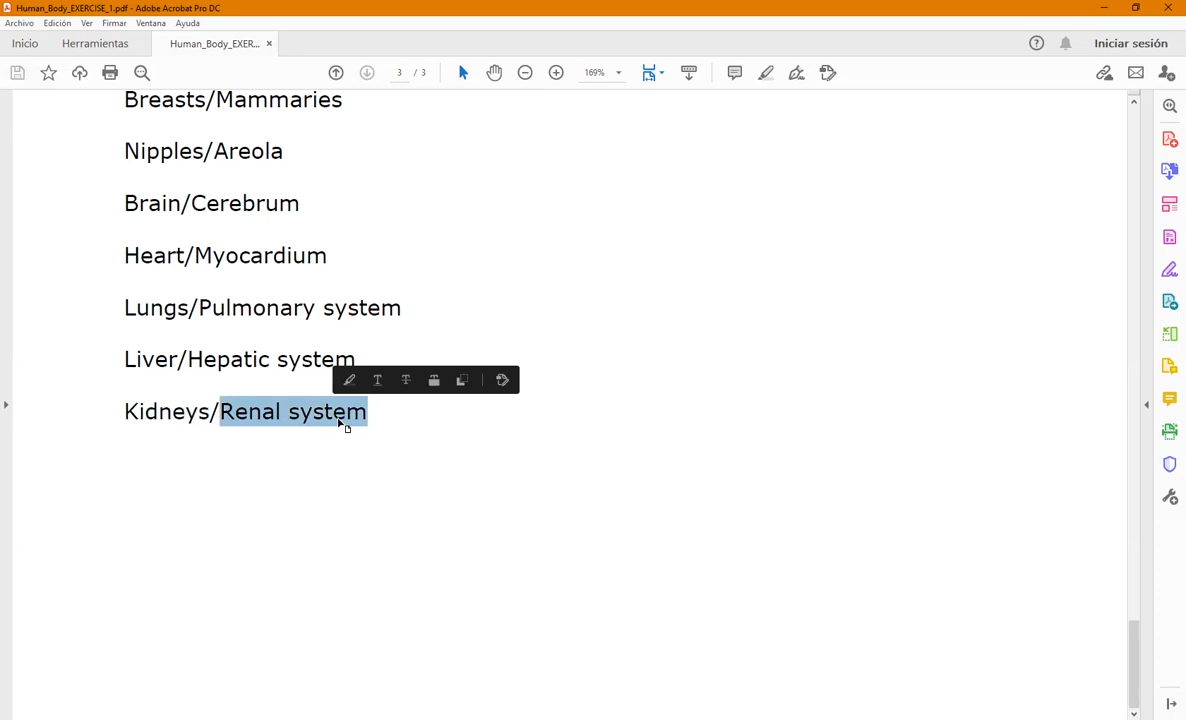 Human_Body_EXERCISE_1.pdf - Adobe Acrobat Pro DC
Archivo Edición Ver Firmar Ventana Ayuda
Inicio Herramientas Human_Body_EXER... × Iniciar sesión
3 / 3 169%
Breasts/Mammaries
Nipples/Areola
Brain/Cerebrum
Heart/Myocardium
Lungs/Pulmonary system
Liver/Hepatic system
Kidneys/Renal system